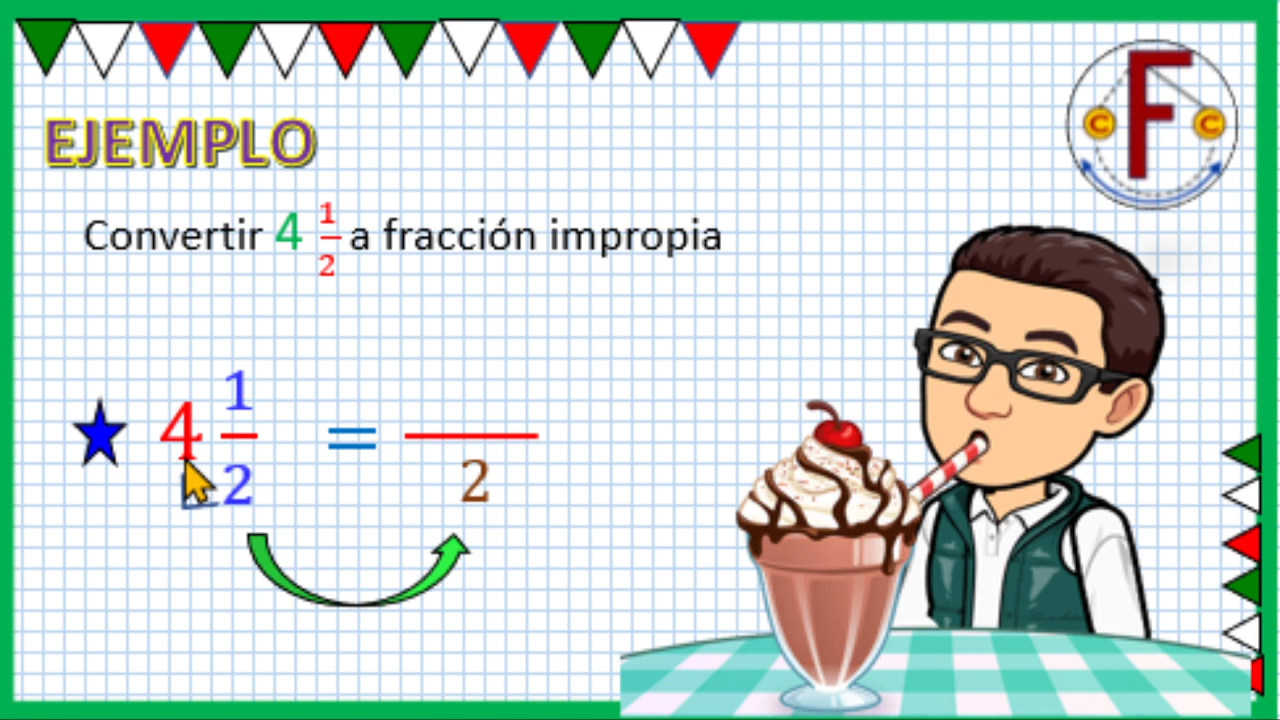 C F C
EJEMPLO
Convertir 4 1/2 a fracción impropia
4 1/2 = /2